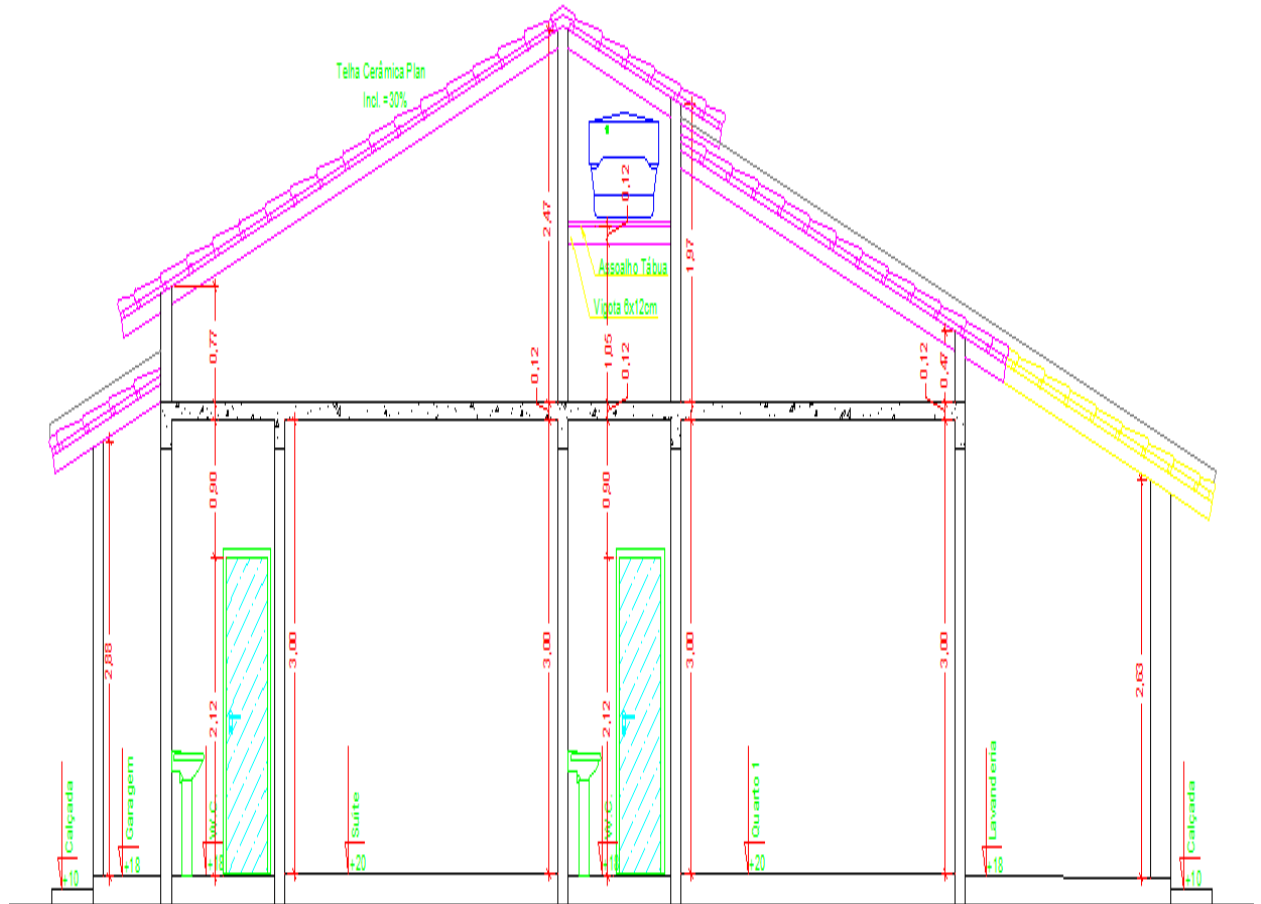 Telha Cerâmica Plan
Incl. =30%
0,12
2,47
1,97
Assoalho Tábua
Vigota 6x12cm
0,77
1,05
0,12
0,12
0,12
0,47
0,90
0,90
2,88
2,12
3,00
3,00
2,12
3,00
3,00
2,63
Calçada
+10
Garagem
+18
W.C
+18
Suíte
+20
W.C
Quarto 1
+20
Lavanderia
+18
Calçada
+10